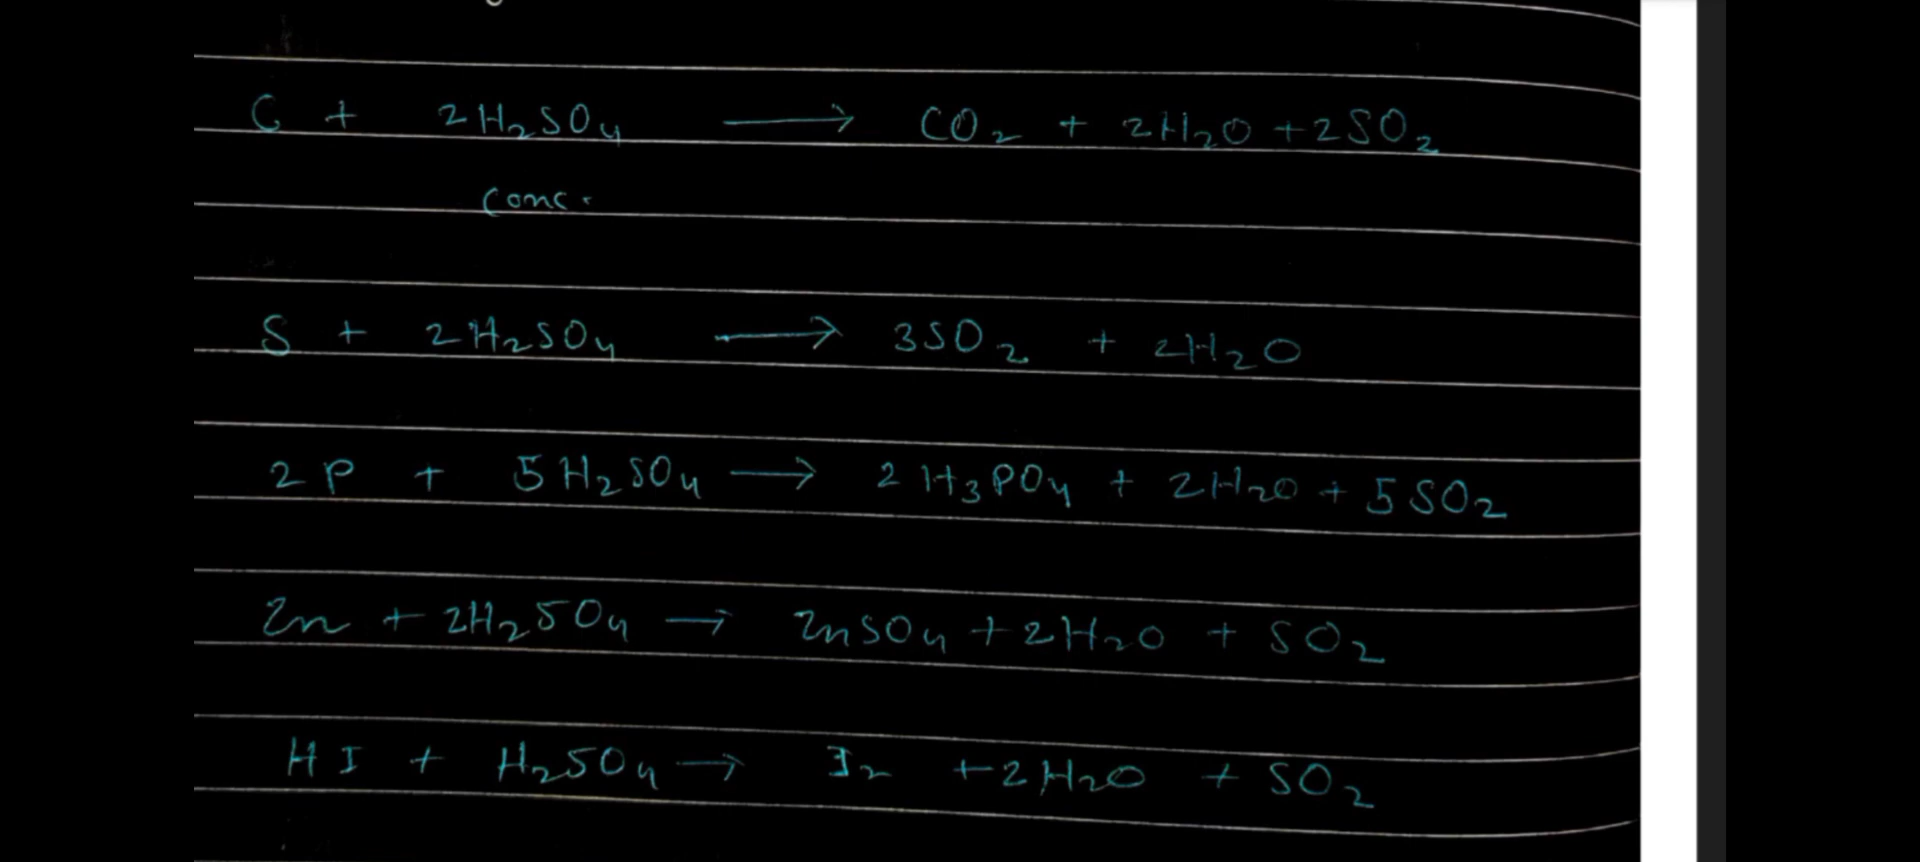 C + 2H₂SO₄ ⟶ CO₂ + 2H₂O + 2SO₂
conc.
S + 2H₂SO₄ ⟶ 3SO₂ + 2H₂O
2P + 5H₂SO₄ ⟶ 2H₃PO₄ + 2H₂O + 5SO₂
Zn + 2H₂SO₄ → ZnSO₄ + 2H₂O + SO₂
HI + H₂SO₄ → I₂ + 2H₂O + SO₂